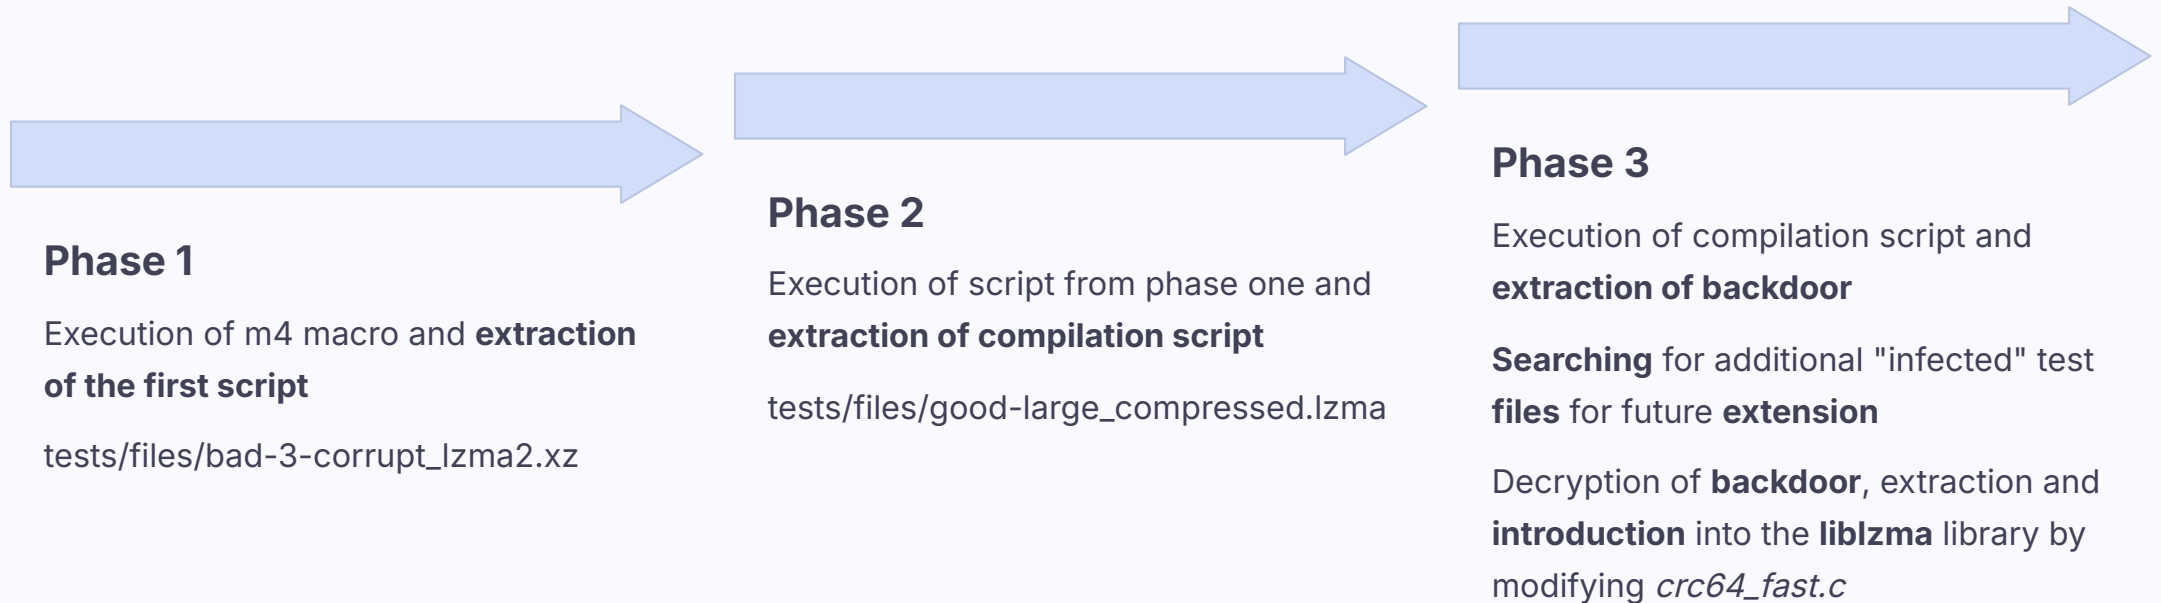 Phase 1
Execution of m4 macro and extraction
of the first script
tests/files/bad-3-corrupt_lzma2.xz
Phase 2
Execution of script from phase one and
extraction of compilation script
tests/files/good-large_compressed.lzma
Phase 3
Execution of compilation script and
extraction of backdoor
Searching for additional "infected" test
files for future extension
Decryption of backdoor, extraction and
introduction into the liblzma library by
modifying crc64_fast.c